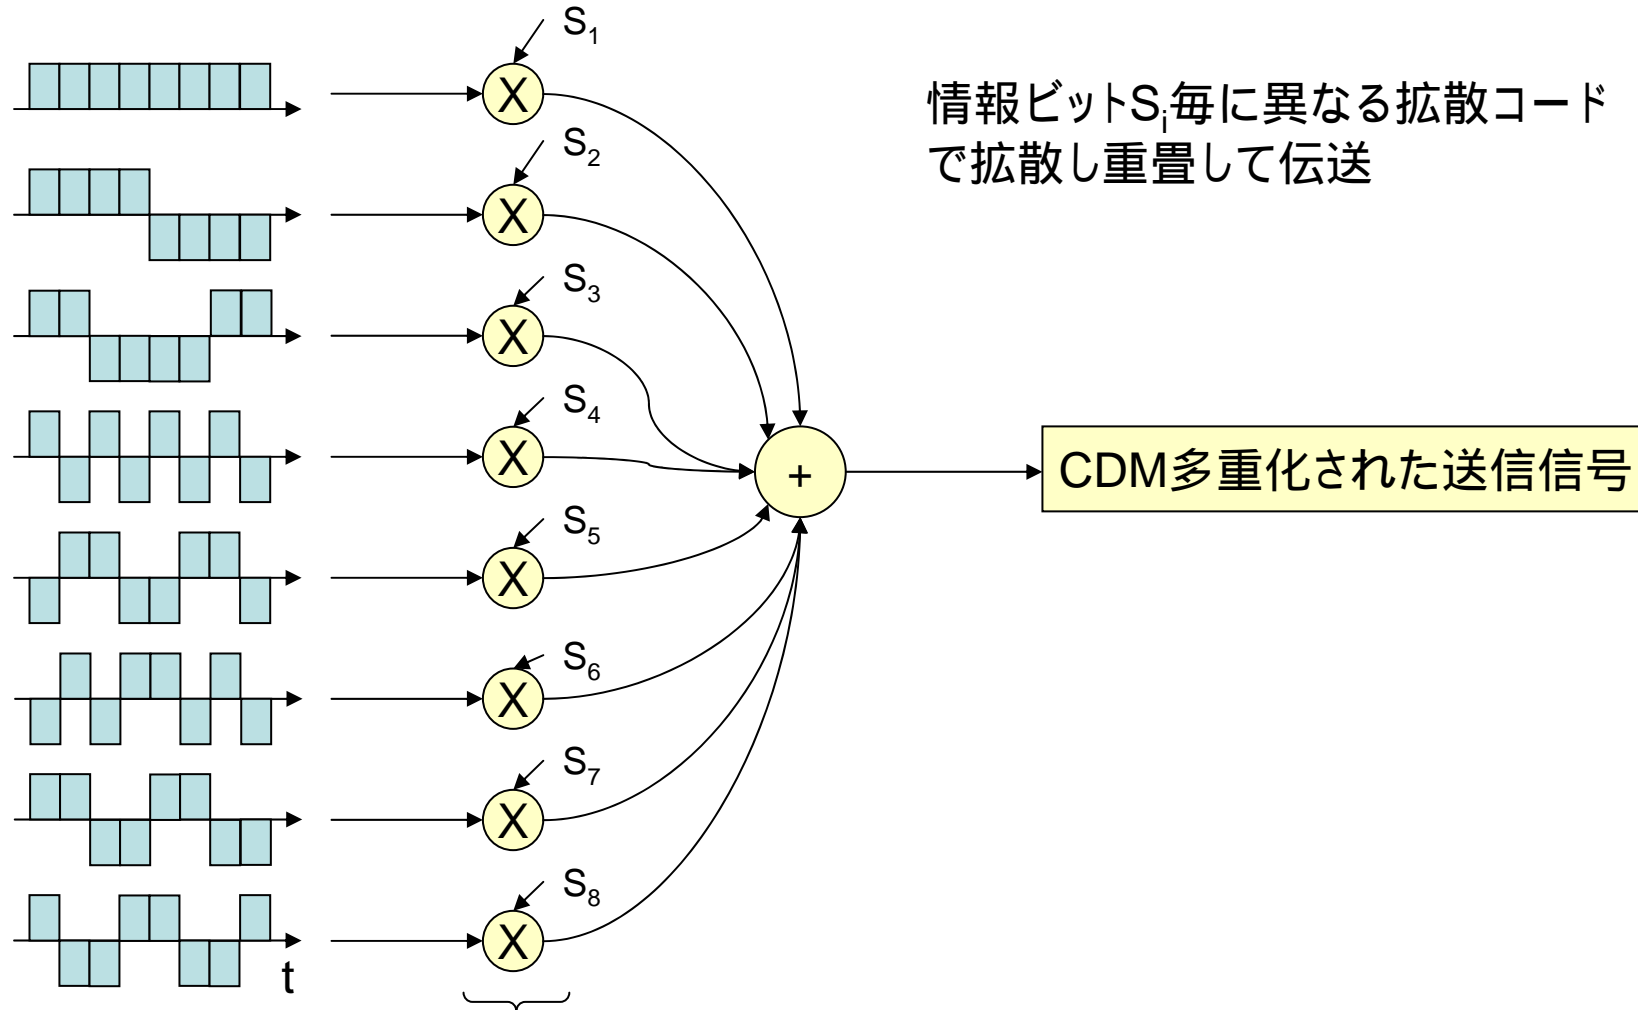 S₁
X
情報ビットSᵢ毎に異なる拡散コード
で拡散し重畳して伝送
S₂
X
S₃
X
S₄
X
+
CDM多重化された送信信号
S₅
X
S₆
X
S₇
X
S₈
X
t